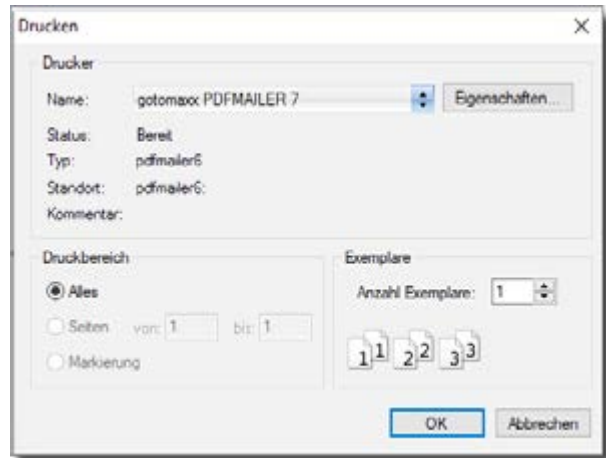 Drucken
Drucker
Name: gotomaxx PDFMAILER 7 Eigenschaften...
Status: Bereit
Typ: pdfmailer6
Standort: pdfmailer6:
Kommentar:
Druckbereich
Alles
Seiten von: 1 bis: 1
Markierung
Exemplare
Anzahl Exemplare: 1
1 1 2 2 3 3
OK Abbrechen